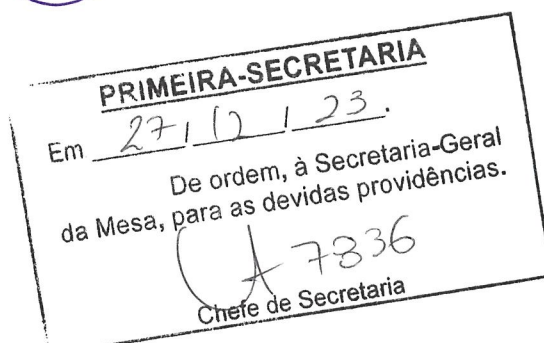 PRIMEIRA-SECRETARIA
Em 27/12/23.
De ordem, à Secretaria-Geral
da Mesa, para as devidas providências.
7836
Chefe de Secretaria